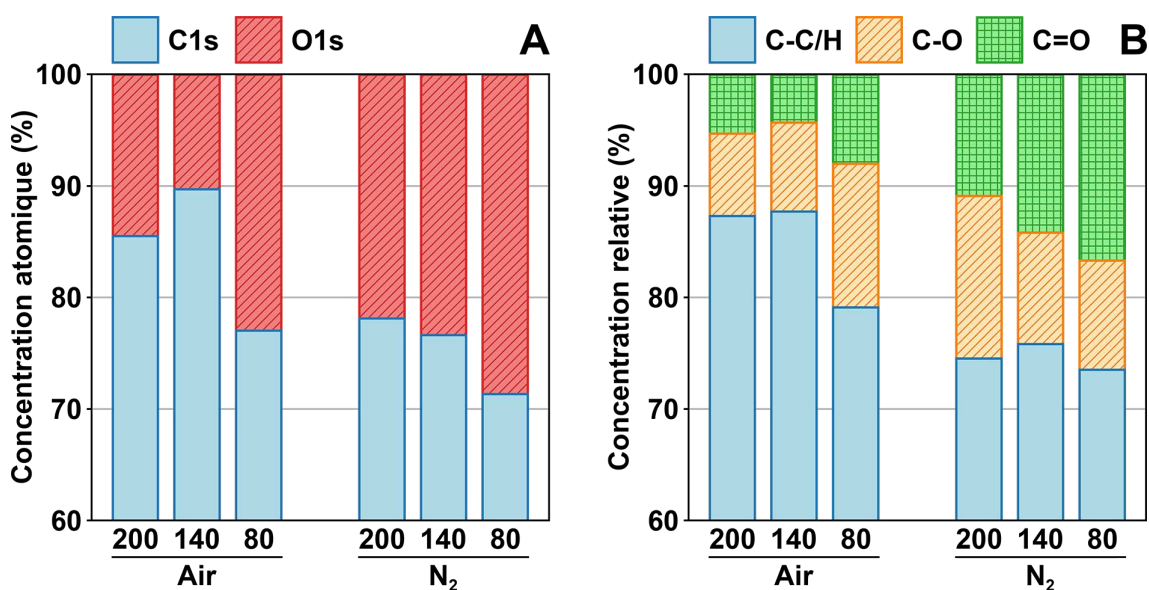 C1s O1s A
Concentration atomique (%)
100
90
80
70
60
200 140 80 200 140 80
Air N₂
C-C/H C-O C=O B
Concentration relative (%)
100
90
80
70
60
200 140 80 200 140 80
Air N₂